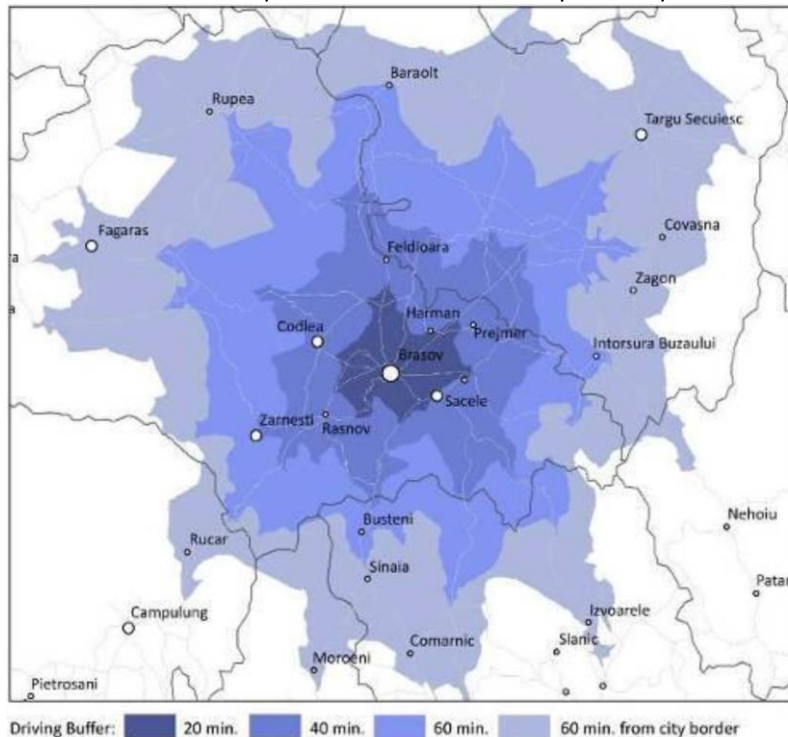 Baraolt
Rupea
Targu Secuiesc
Fagaras
Covasna
Feldioara
Zagon
Harman
Codlea
Prejmer
Intorsura Buzaului
Brasov
Sacele
Zarnesti
Rasnov
Busteni
Nehoiu
Rucar
Sinaia
Patar
Campulung
Izvoarele
Slanic
Comarnic
Moroeni
Pietrosani
Driving Buffer: 20 min. 40 min. 60 min. 60 min. from city border